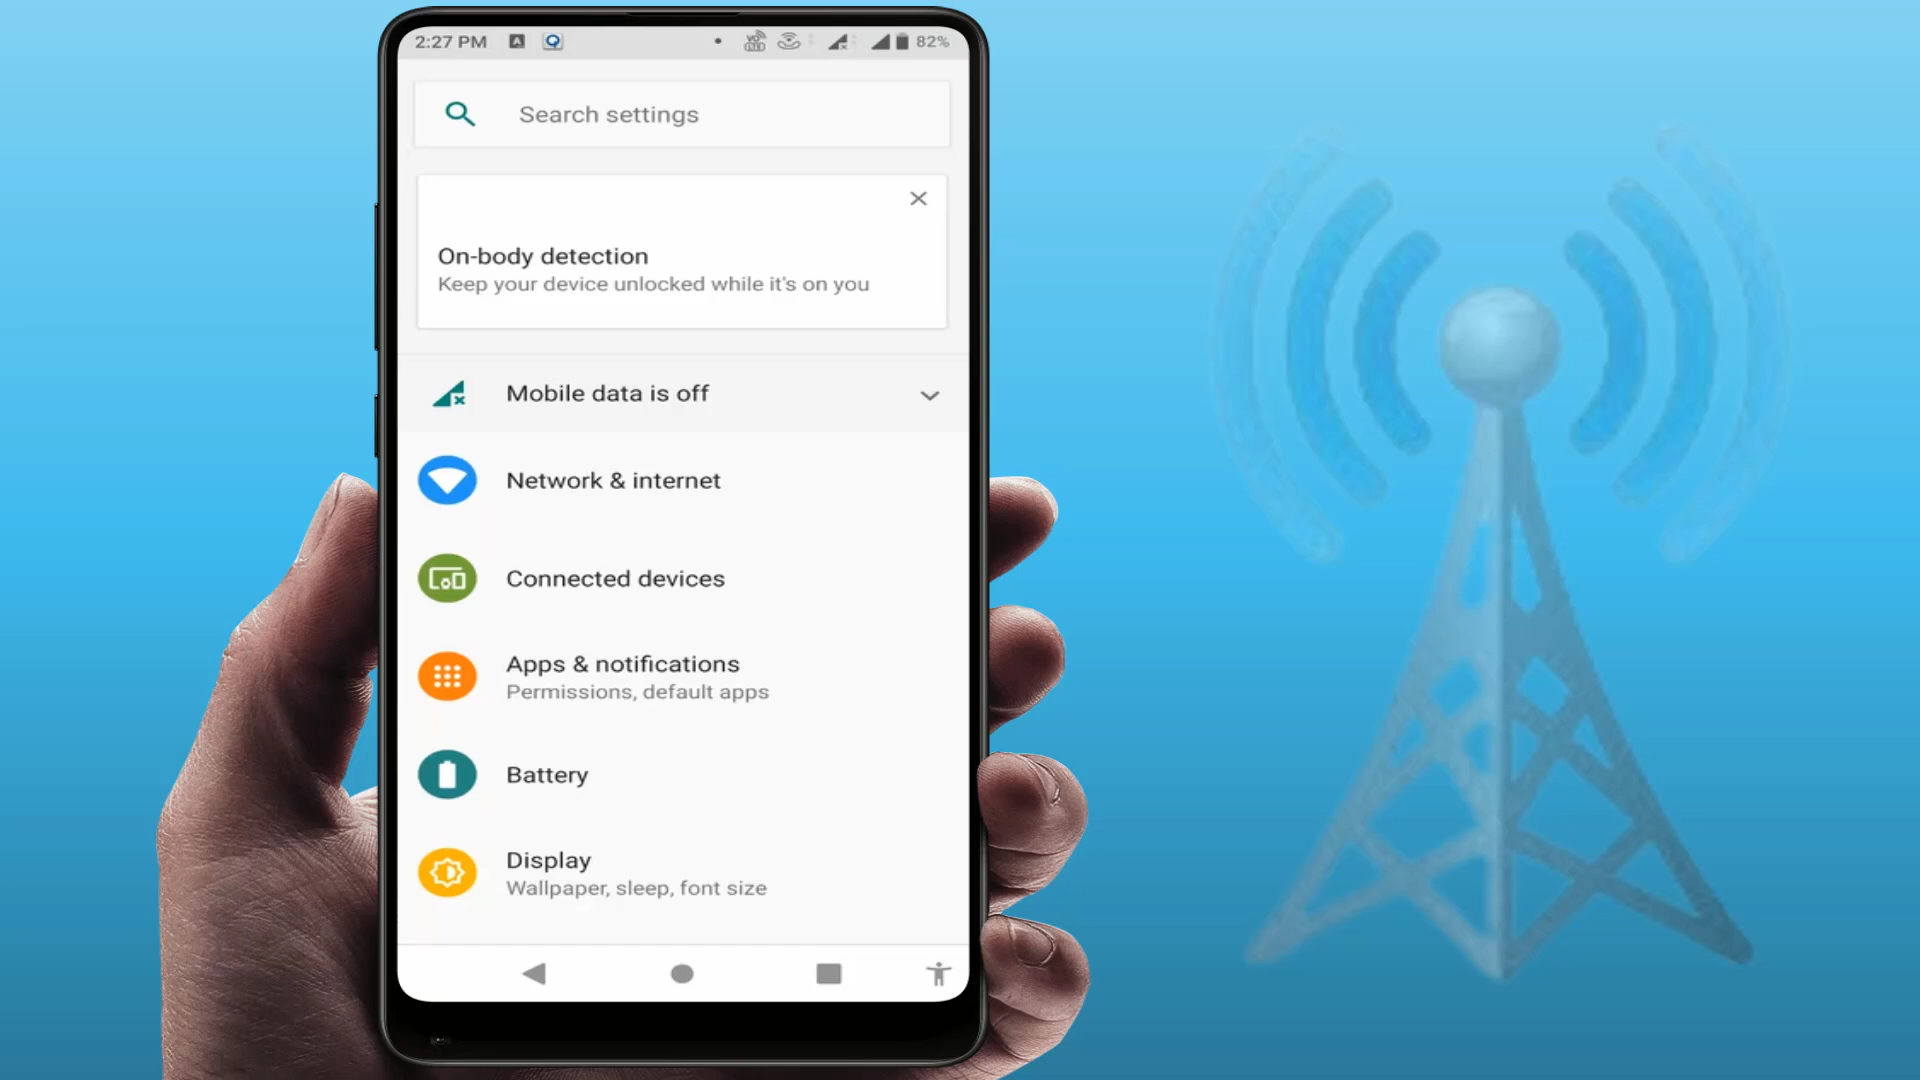 2:27 PM
82%
Search settings
On-body detection
Keep your device unlocked while it's on you
Mobile data is off
Network & internet
Connected devices
Apps & notifications
Permissions, default apps
Battery
Display
Wallpaper, sleep, font size